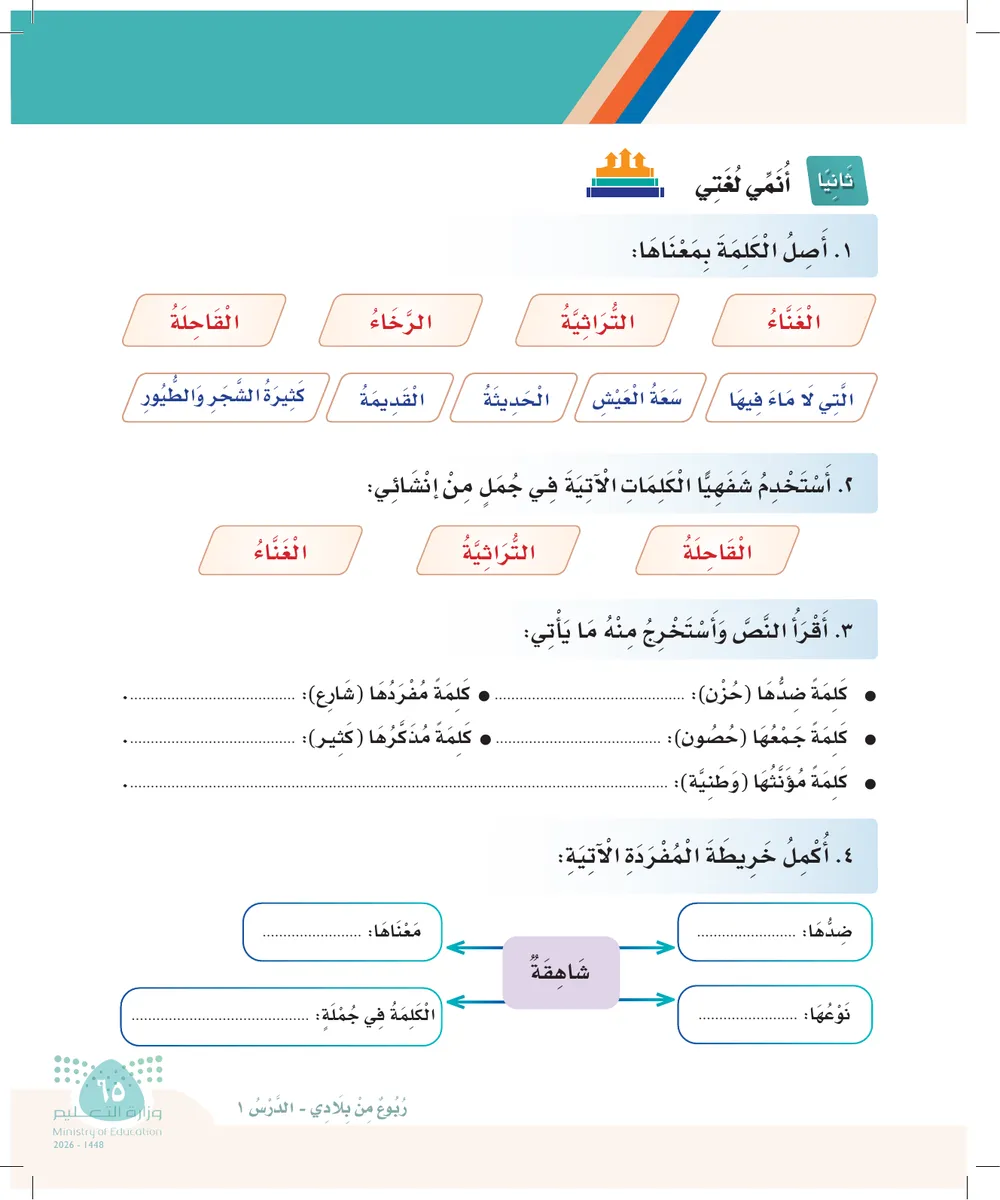 ثَانِيًا أُنَمِّي لُغَتِي
١. أَصِلُ الْكَلِمَةَ بِمَعْنَاهَا:
الْغَنَّاءُ التُّرَاثِيَّةُ الرَّخَاءُ الْقَاحِلَةُ
الَّتِي لَا مَاءَ فِيهَا سَعَةُ الْعَيْشِ الْحَدِيثَةُ الْقَدِيمَةُ كَثِيرَةُ الشَّجَرِ وَالطُّيُورِ
٢. أَسْتَخْدِمُ شَفَهِيًّا الْكَلِمَاتِ الْآتِيَةَ فِي جُمَلٍ مِنْ إنْشَائِي:
الْقَاحِلَةُ التُّرَاثِيَّةُ الْغَنَّاءُ
٣. أَقْرَأُ النَّصَّ وَأَسْتَخْرِجُ مِنْهُ مَا يَأْتِي:
● كَلِمَةً ضِدُّهَا (حُزْن): ........................................ ● كَلِمَةً مُفْرَدُهَا (شَارِع): ........................................ .
● كَلِمَةً جَمْعُهَا (حُصُون): ........................................ ● كَلِمَةً مُذَكَّرُهَا (كَثِير): ........................................ .
● كَلِمَةً مُؤَنَّثُهَا (وَطَنِيَّة): ........................................................................ .
٤. أُكْمِلُ خَرِيطَةَ الْمُفْرَدَةِ الْآتِيَةِ:
ضِدُّهَا: ........................ مَعْنَاهَا: ........................
شَاهِقَةٌ
نَوْعُهَا: ........................ الْكَلِمَةُ فِي جُمْلَةٍ: ........................................
رُبُوعٌ مِنْ بِلَادِي - الدَّرْسُ ١
٦٥
وزارة التعليم
Ministry of Education
2026 - 1448